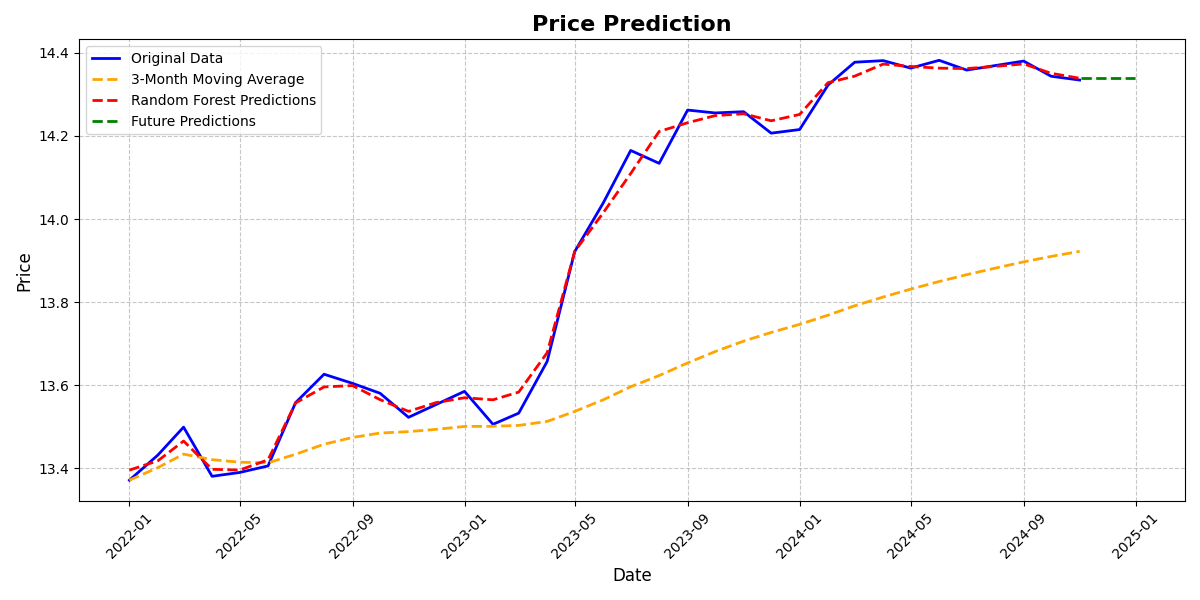 Price Prediction
Original Data
3-Month Moving Average
Random Forest Predictions
Future Predictions
Price
14.4
14.2
14.0
13.8
13.6
13.4
2022-01
2022-05
2022-09
2023-01
2023-05
2023-09
2024-01
2024-05
2024-09
2025-01
Date